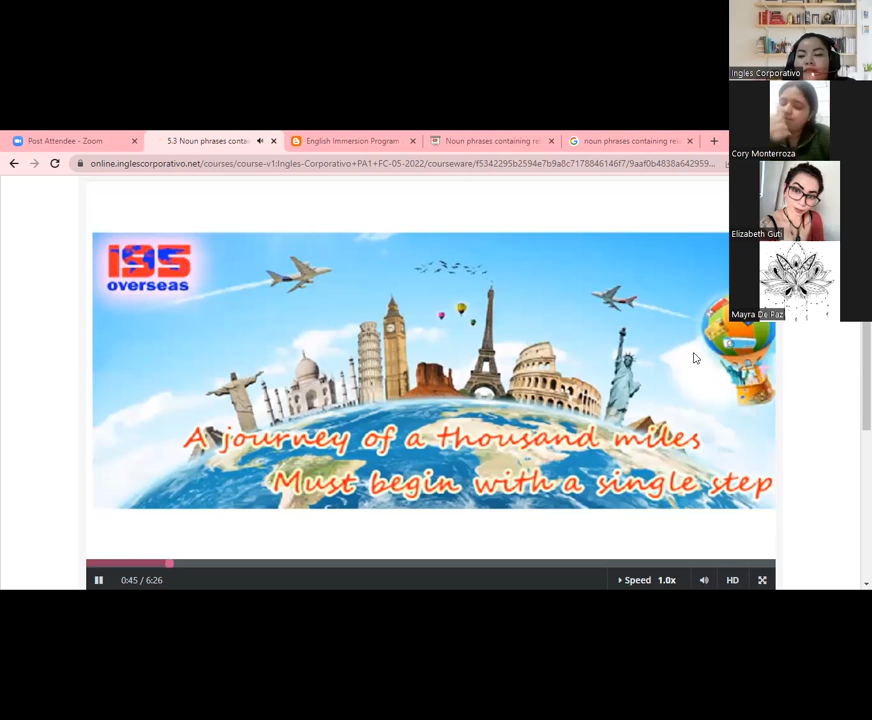 Post Attendee - Zoom
5.3 Noun phrases conta
English Immersion Program
Noun phrases containing re
noun phrases containing rel
online.inglescorporativo.net/courses/course-v1:Ingles-Corporativo+PA1+FC-05-2022/courseware/f5342295b2594e7b9a8c7178846146f7/9aaf0b4838a642959...
Ingles Corporativo
Cory Monterroza
Elizabeth Guti
Mayra De Paz
195
overseas
A journey of a thousand miles
Must begin with a single step
0:45 / 6:26
Speed 1.0x
HD